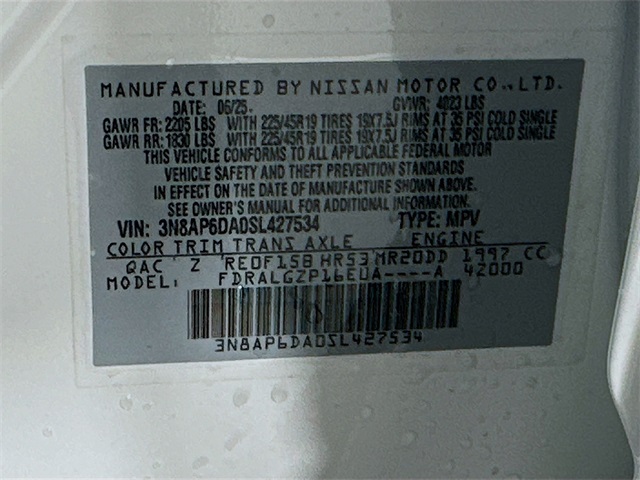 MANUFACTURED BY NISSAN MOTOR CO., LTD.
DATE: 06/25. GVWR: 4023 LBS
GAWR FR: 2205 LBS WITH 225/45R19 TIRES 19X7.5J RIMS AT 35 PSI COLD SINGLE
GAWR RR: 1830 LBS WITH 225/45R19 TIRES 19X7.5J RIMS AT 35 PSI COLD SINGLE
THIS VEHICLE CONFORMS TO ALL APPLICABLE FEDERAL MOTOR
VEHICLE SAFETY AND THEFT PREVENTION STANDARDS
IN EFFECT ON THE DATE OF MANUFACTURE SHOWN ABOVE.
SEE OWNER'S MANUAL FOR ADDITIONAL INFORMATION.
VIN: 3N8AP6DA0SL427534 TYPE: MPV
COLOR TRIM TRANS AXLE ENGINE
QAC Z RE0F15B HR53 MR20DD 1997 CC
MODEL: FDRALGZP16EUA----A 42000
3N8AP6DA0SL427534